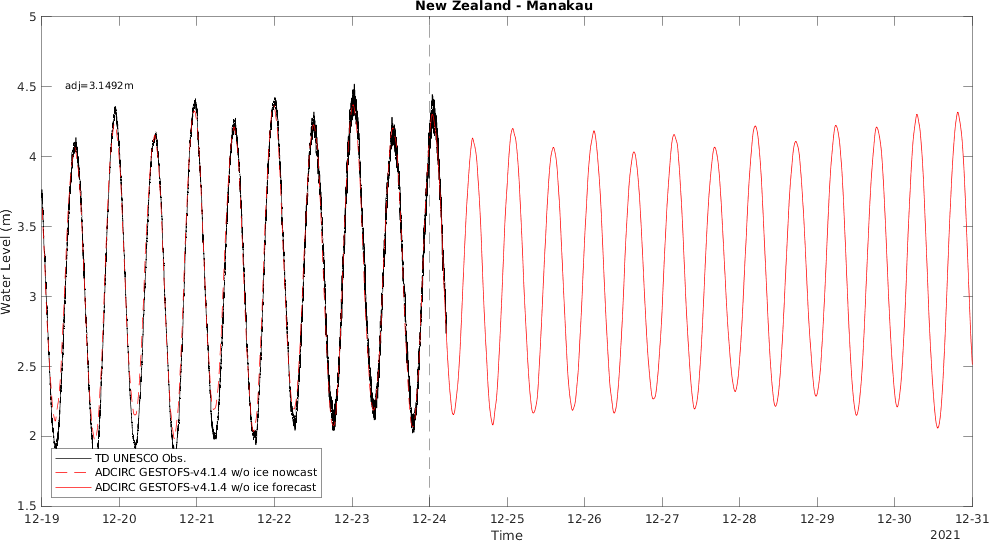 New Zealand - Manakau
adj=3.1492m
Water Level (m)
5
4.5
4
3.5
3
2.5
2
1.5
TD UNESCO Obs.
ADCIRC GESTOFS-v4.1.4 w/o ice nowcast
ADCIRC GESTOFS-v4.1.4 w/o ice forecast
12-19 12-20 12-21 12-22 12-23 12-24 12-25 12-26 12-27 12-28 12-29 12-30 12-31
Time
2021